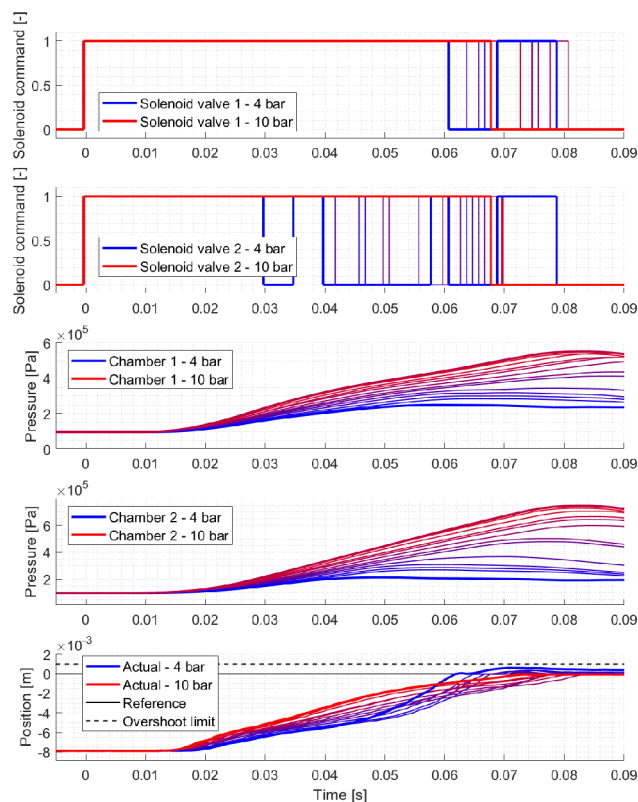 Solenoid command [-]
1
0.5
0
Solenoid valve 1 - 4 bar
Solenoid valve 1 - 10 bar
0 0.01 0.02 0.03 0.04 0.05 0.06 0.07 0.08 0.09
Solenoid command [-]
1
0.5
0
Solenoid valve 2 - 4 bar
Solenoid valve 2 - 10 bar
0 0.01 0.02 0.03 0.04 0.05 0.06 0.07 0.08 0.09
×10⁵
Pressure [Pa]
6
4
2
0
Chamber 1 - 4 bar
Chamber 1 - 10 bar
0 0.01 0.02 0.03 0.04 0.05 0.06 0.07 0.08 0.09
×10⁵
Pressure [Pa]
6
4
2
Chamber 2 - 4 bar
Chamber 2 - 10 bar
0 0.01 0.02 0.03 0.04 0.05 0.06 0.07 0.08 0.09
×10⁻³
Position [m]
2
0
-2
-4
-6
-8
Actual - 4 bar
Actual - 10 bar
Reference
Overshoot limit
0 0.01 0.02 0.03 0.04 0.05 0.06 0.07 0.08 0.09
Time [s]